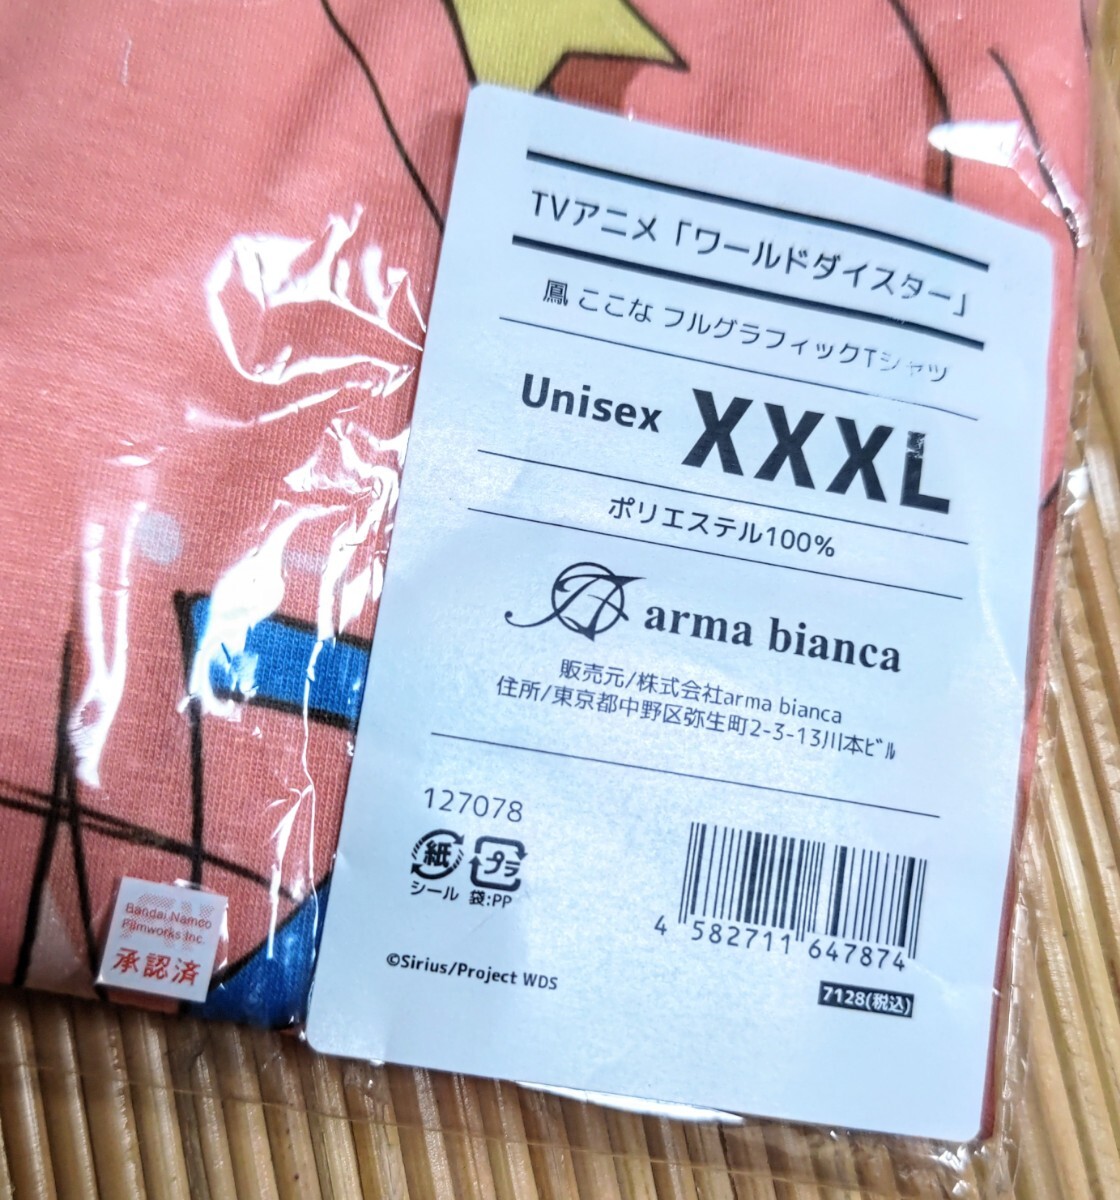 TVアニメ「ワールドダイスター」
鳳 ここな フルグラフィックTシャツ
Unisex XXXL
ポリエステル100%
arma bianca
販売元/株式会社arma bianca
住所/東京都中野区弥生町2-3-13川本ﾋﾞﾙ
127078
紙 プラ
シール 袋:PP
4 582711 647874
©Sirius/Project WDS
7128(税込)
Bandai Namco
Filmworks Inc.
承認済